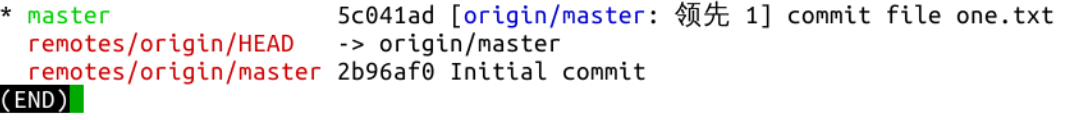 * master                5c041ad [origin/master: 领先 1] commit file one.txt
  remotes/origin/HEAD   -> origin/master
  remotes/origin/master 2b96af0 Initial commit
(END)